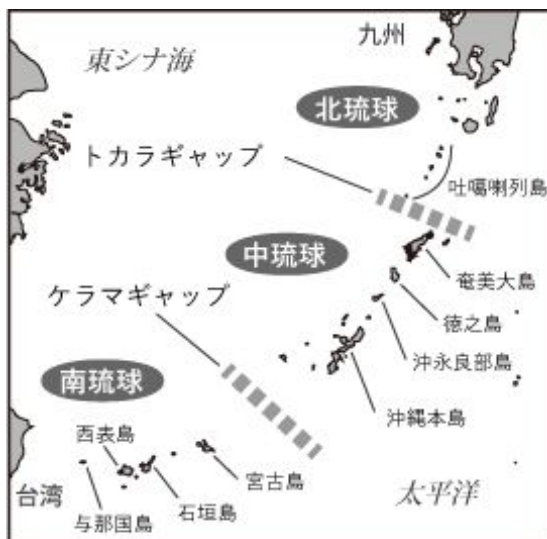 九州
東シナ海
北琉球
トカラギャップ
吐噶喇列島
中琉球
奄美大島
ケラマギャップ
徳之島
沖永良部島
南琉球
沖縄本島
西表島
宮古島
台湾
石垣島
太平洋
与那国島